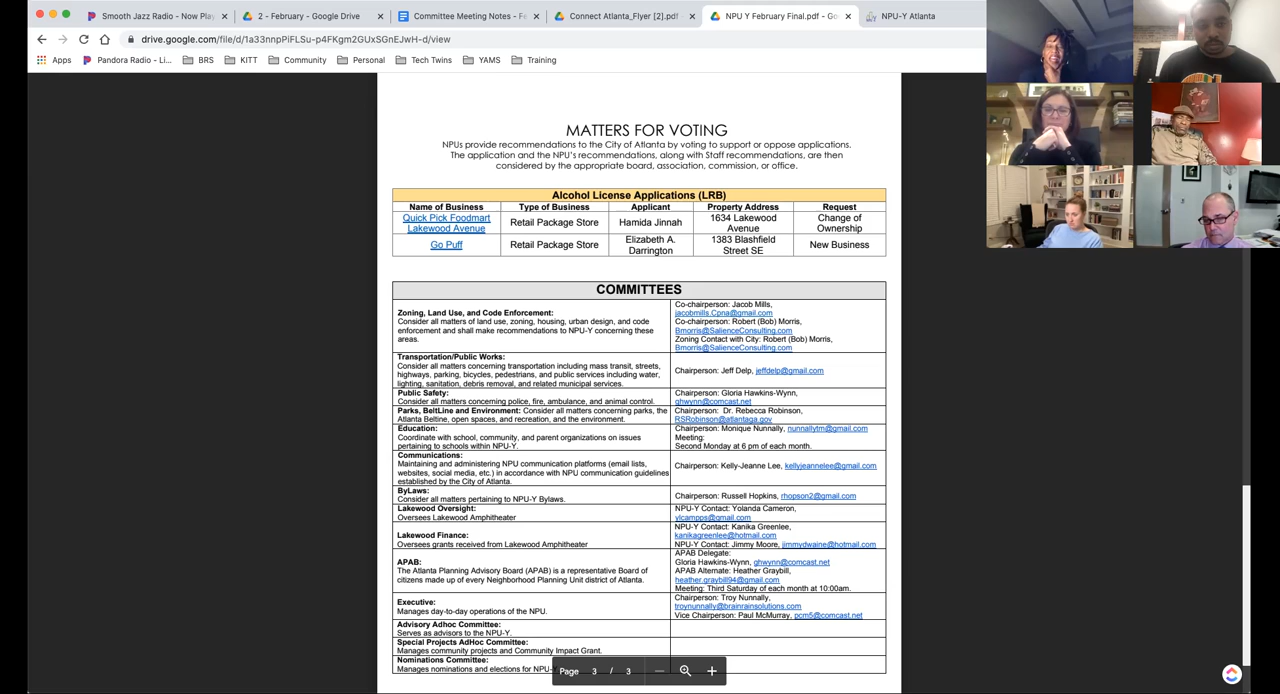 Smooth Jazz Radio - Now Play
2 - February - Google Drive
Committee Meeting Notes - Fe
Connect Atlanta_Flyer [2].pdf -
NPU Y February Final.pdf - Go
NPU-Y Atlanta
drive.google.com/file/d/1a33nnpPiFLSu-p4FKgm2GUxSGnEJwH-d/view
Apps
Pandora Radio - Li...
BRS
KITT
Community
Personal
Tech Twins
YAMS
Training
MATTERS FOR VOTING
NPUs provide recommendations to the City of Atlanta by voting to support or oppose applications.
The application and the NPU's recommendations, along with Staff recommendations, are then
considered by the appropriate board, association, commission, or office.
Alcohol License Applications (LRB)
Name of Business Type of Business Applicant Property Address Request
Quick Pick Foodmart
Lakewood Avenue
Retail Package Store
Hamida Jinnah
1634 Lakewood
Avenue
Change of
Ownership
Go Puff
Retail Package Store
Elizabeth A.
Darrington
1383 Blashfield
Street SE
New Business
COMMITTEES
Zoning, Land Use, and Code Enforcement:
Consider all matters of land use, zoning, housing, urban design, and code
enforcement and shall make recommendations to NPU-Y concerning these
areas.
Co-chairperson: Jacob Mills,
jacobmills.Cpna@gmail.com
Co-chairperson: Robert (Bob) Morris,
Bmorris@SalienceConsulting.com
Zoning Contact with City: Robert (Bob) Morris,
Bmorris@SalienceConsulting.com
Transportation/Public Works:
Consider all matters concerning transportation including mass transit, streets,
highways, parking, bicycles, pedestrians, and public services including water,
lighting, sanitation, debris removal, and related municipal services.
Chairperson: Jeff Delp, jeffdelp@gmail.com
Public Safety:
Consider all matters concerning police, fire, ambulance, and animal control.
Chairperson: Gloria Hawkins-Wynn,
ghwynn@comcast.net
Parks, BeltLine and Environment: Consider all matters concerning parks, the
Atlanta Beltline, open spaces, and recreation, and the environment.
Chairperson: Dr. Rebecca Robinson,
RSRobinson@atlantaga.gov
Education:
Coordinate with school, community, and parent organizations on issues
pertaining to schools within NPU-Y.
Chairperson: Monique Nunnally, nunnallytm@gmail.com
Meeting:
Second Monday at 6 pm of each month.
Communications:
Maintaining and administering NPU communication platforms (email lists,
websites, social media, etc.) in accordance with NPU communication guidelines
established by the City of Atlanta.
Chairperson: Kelly-Jeanne Lee, kellyjeannelee@gmail.com
ByLaws:
Consider all matters pertaining to NPU-Y Bylaws.
Chairperson: Russell Hopkins, rhopson2@gmail.com
Lakewood Oversight:
Oversees Lakewood Amphitheater
NPU-Y Contact: Yolanda Cameron,
ylcampps@gmail.com
Lakewood Finance:
Oversees grants received from Lakewood Amphitheater
NPU-Y Contact: Kanika Greenlee,
kanikagreenlee@hotmail.com
NPU-Y Contact: Jimmy Moore, jimmydwaine@hotmail.com
APAB:
The Atlanta Planning Advisory Board (APAB) is a representative Board of
citizens made up of every Neighborhood Planning Unit district of Atlanta.
APAB Delegate:
Gloria Hawkins-Wynn, ghwynn@comcast.net
APAB Alternate: Heather Graybill,
heather.graybill94@gmail.com
Meeting: Third Saturday of each month at 10:00am.
Executive:
Manages day-to-day operations of the NPU.
Chairperson: Troy Nunnally,
troynunnally@brainrainsolutions.com
Vice Chairperson: Paul McMurray, pcm5@comcast.net
Advisory Adhoc Committee:
Serves as advisors to the NPU-Y.
Special Projects AdHoc Committee:
Manages community projects and Community Impact Grant.
Nominations Committee:
Manages nominations and elections for NPU-Y
Page 3 / 3